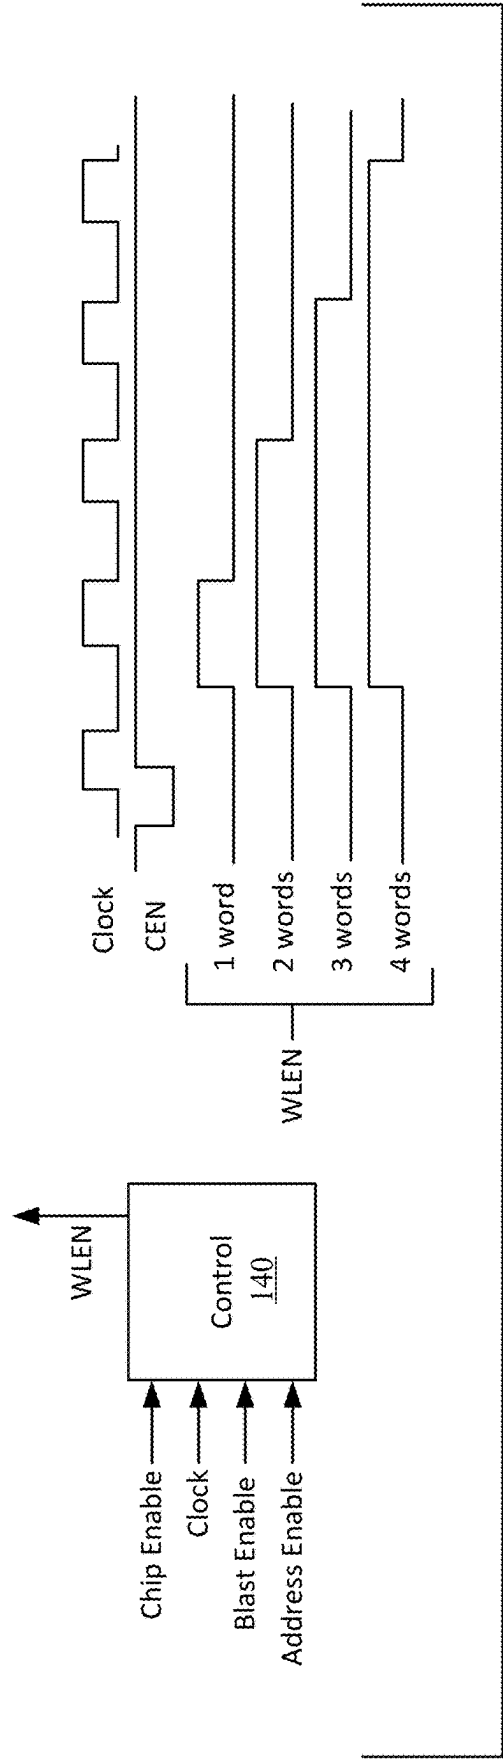 Chip Enable
Clock
Blast Enable
Address Enable
WLEN
Control
140
WLEN
Clock
CEN
1 word
2 words
3 words
4 words